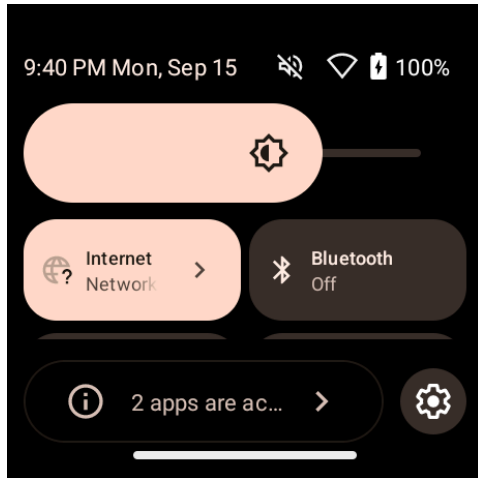 9:40 PM Mon, Sep 15 100%
Internet
Network
Bluetooth
Off
2 apps are ac...